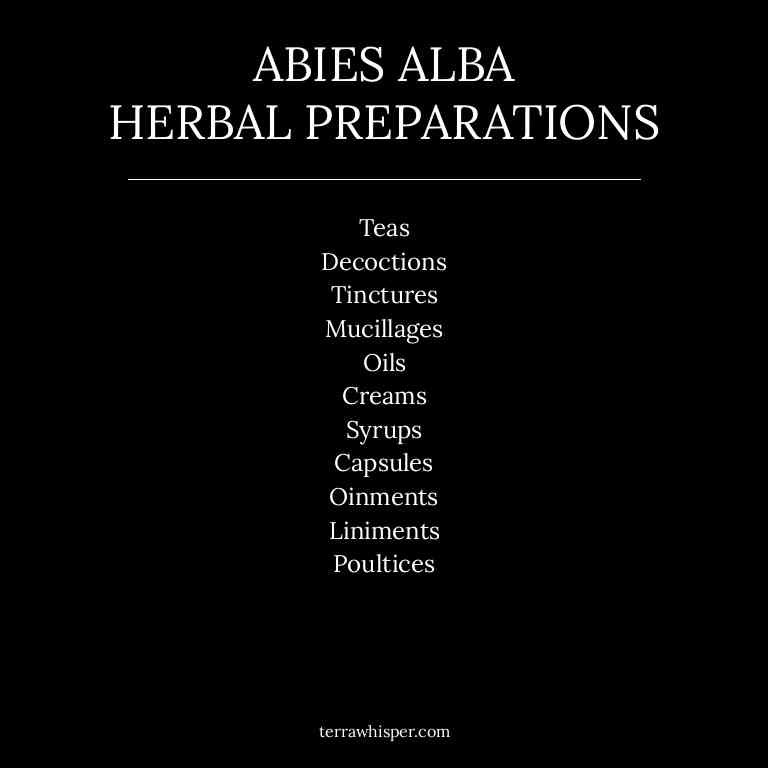 ABIES ALBA
HERBAL PREPARATIONS
Teas
Decoctions
Tinctures
Mucillages
Oils
Creams
Syrups
Capsules
Oinments
Liniments
Poultices
terrawhisper.com